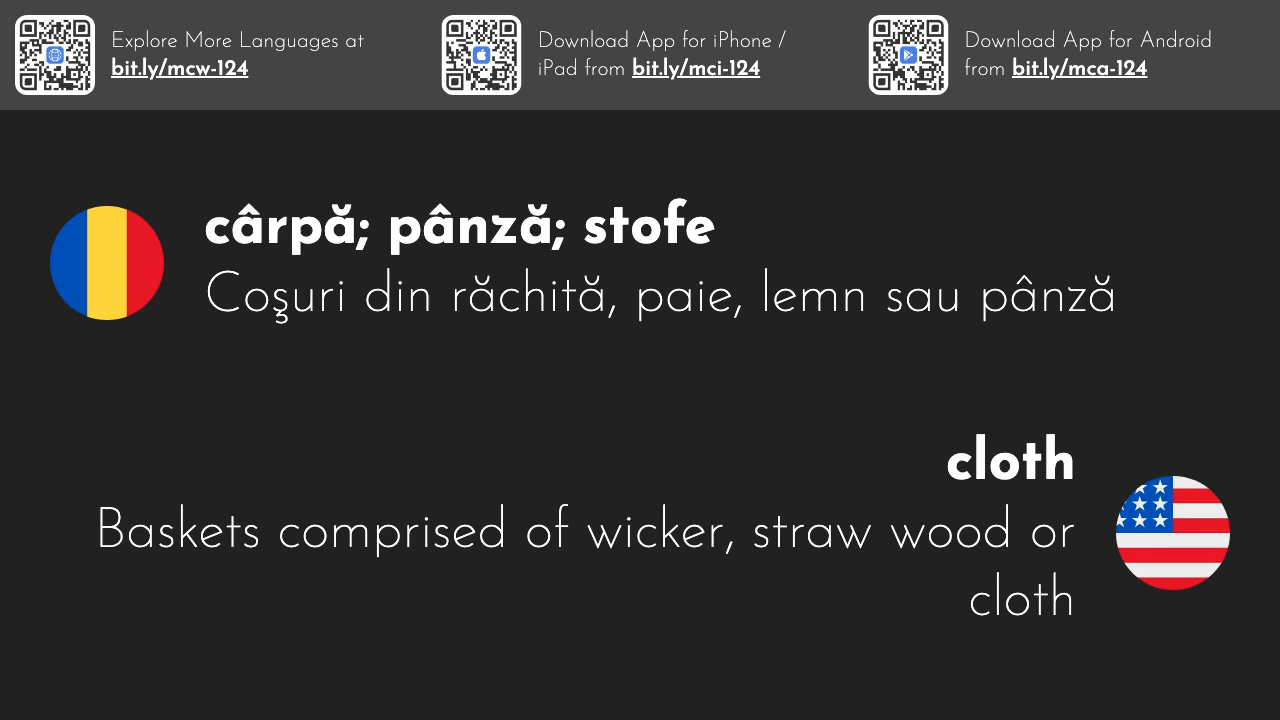 Explore More Languages at
bit.ly/mcw-124
Download App for iPhone /
iPad from bit.ly/mci-124
Download App for Android
from bit.ly/mca-124
cârpă; pânză; stofe
Coşuri din răchită, paie, lemn sau pânză
cloth
Baskets comprised of wicker, straw wood or
cloth